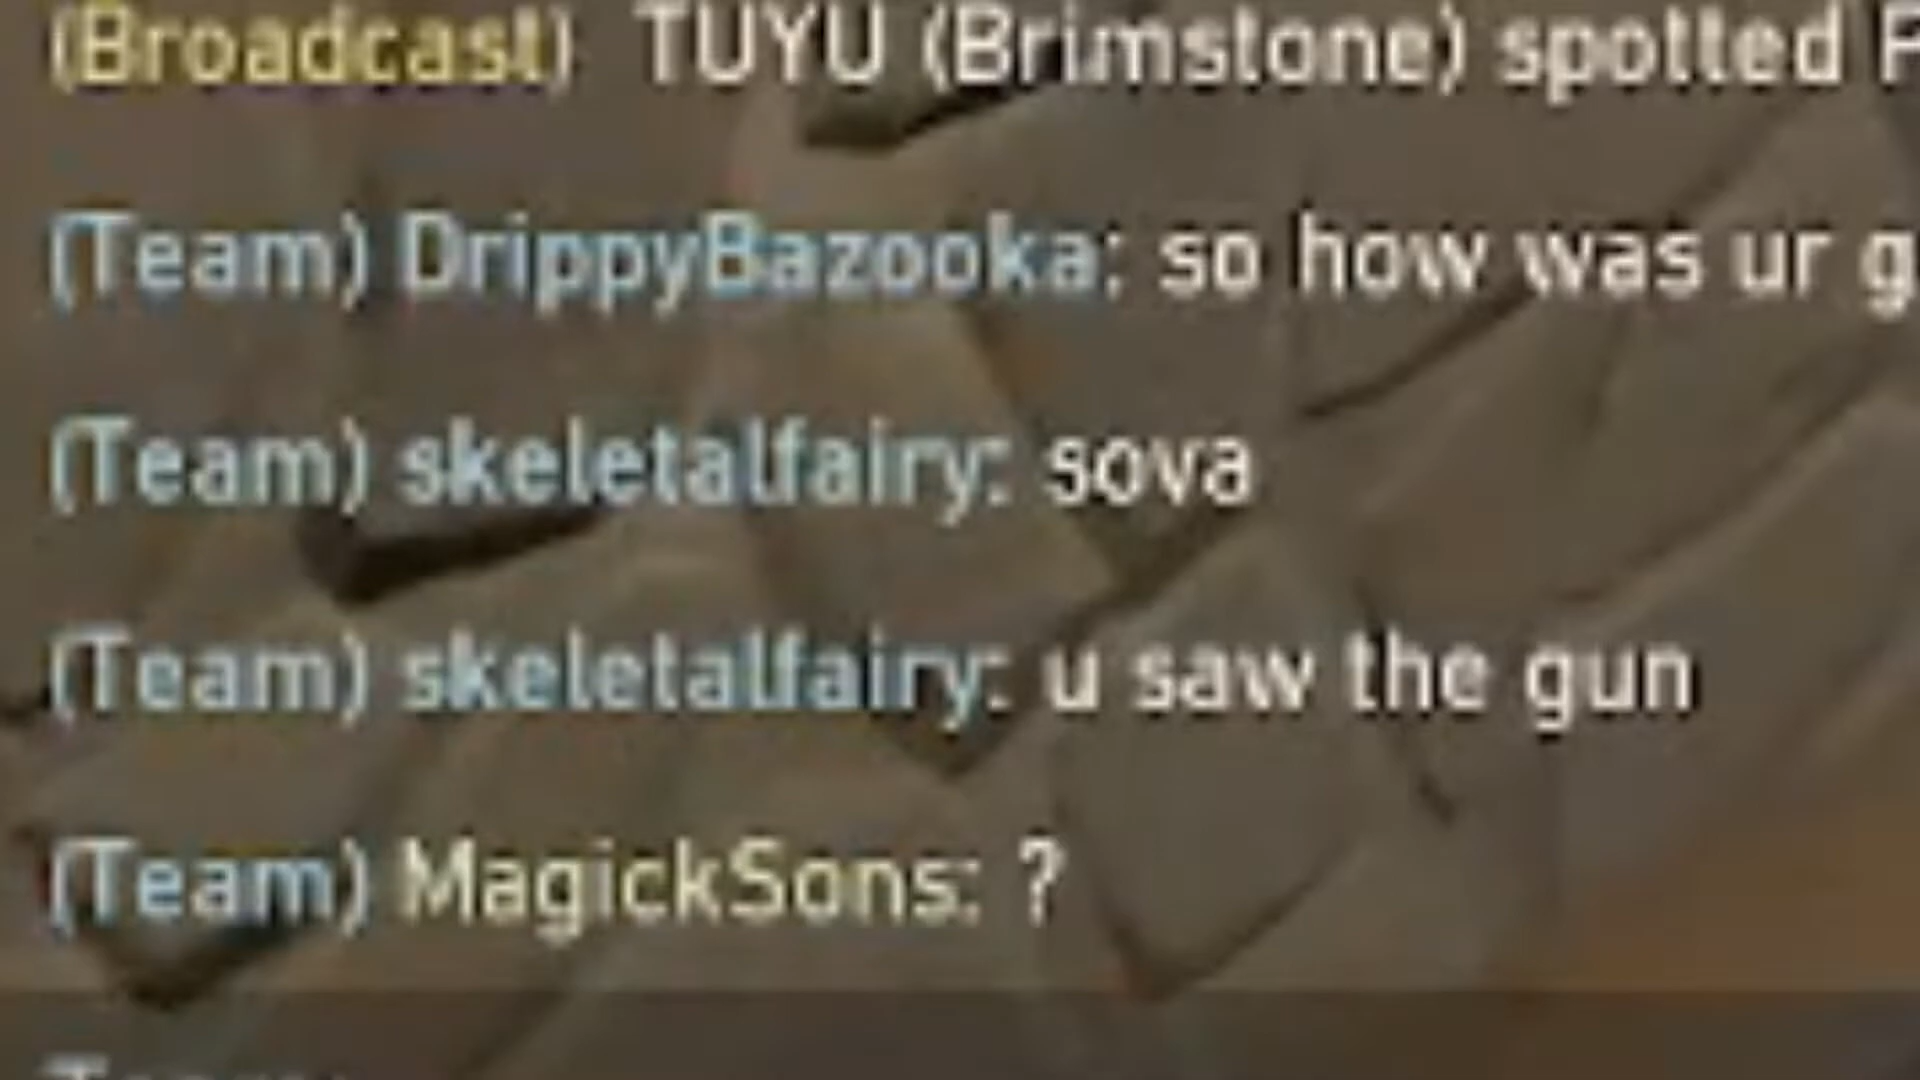 (Broadcast) TUYU (Brimstone) spotted
(Team) DrippyBazooka: so how was ur
(Team) skeletalfairy: sova
(Team) skeletalfairy: u saw the gun
(Team) MagickSons: ?